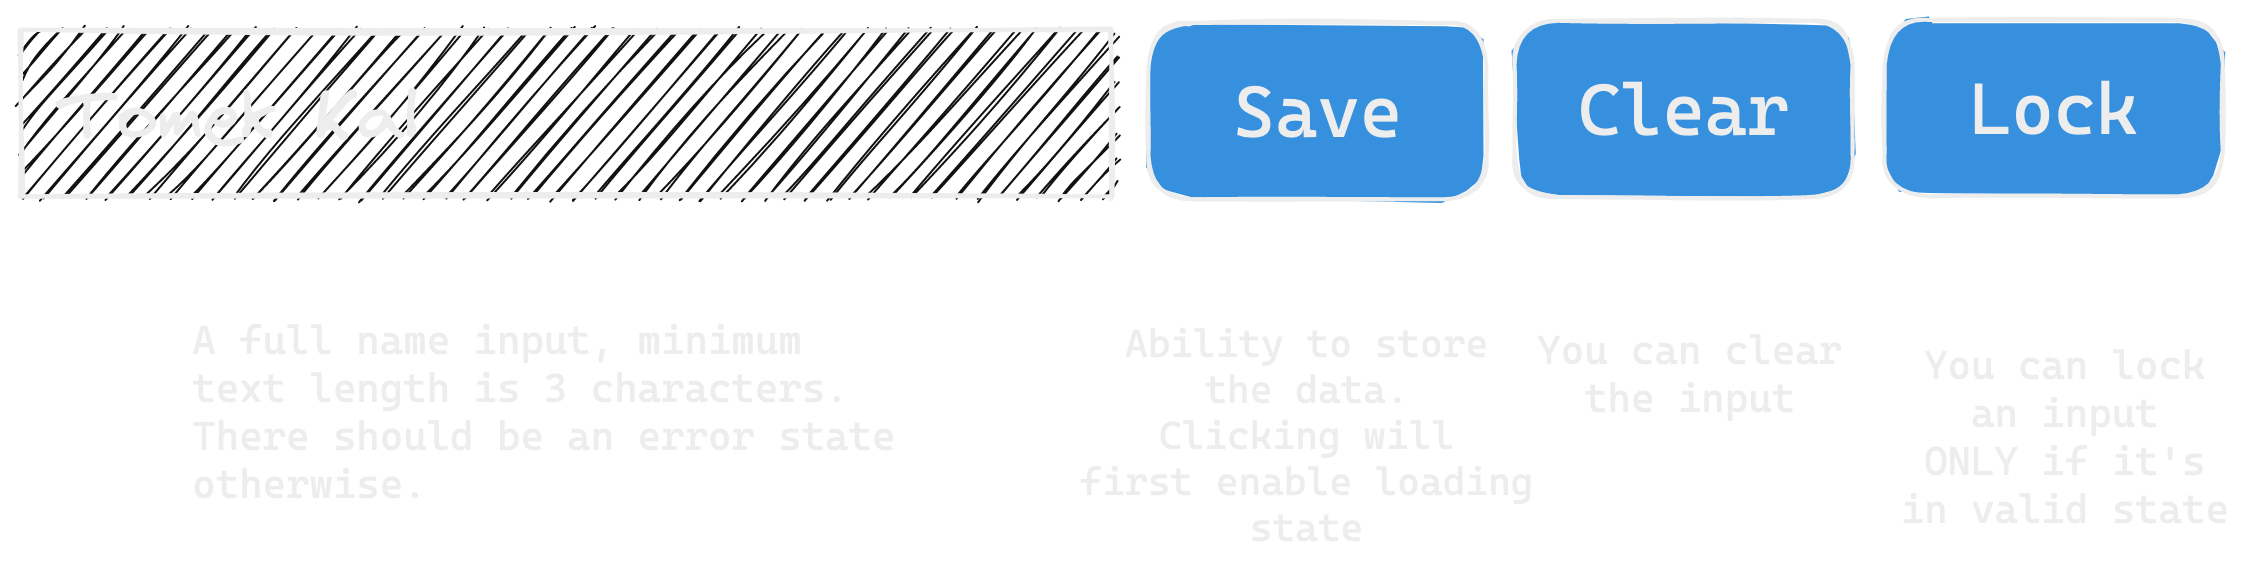 Tomek Kal
Save
Clear
Lock
A full name input, minimum
text length is 3 characters.
There should be an error state
otherwise.
Ability to store
the data.
Clicking will
first enable loading
state
You can clear
the input
You can lock
an input
ONLY if it's
in valid state